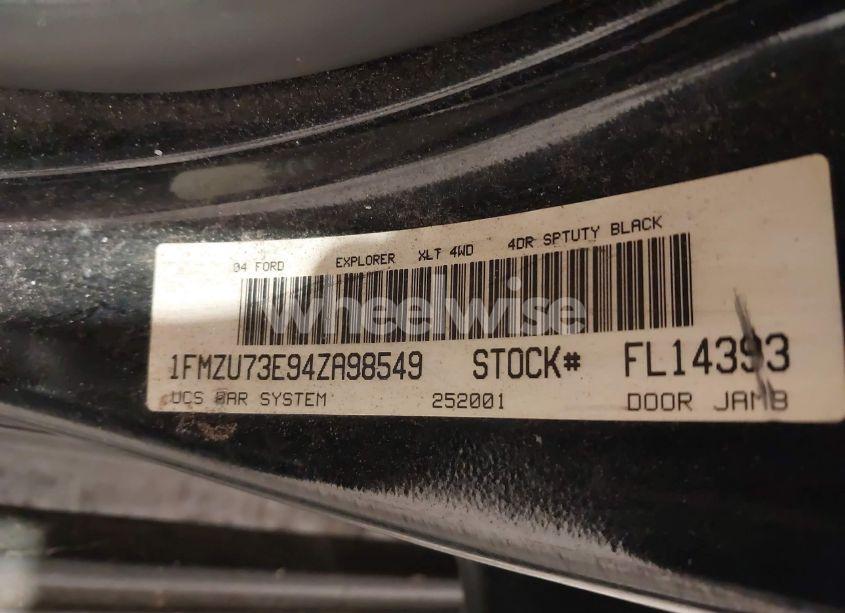 04 FORD EXPLORER XLT 4WD 4DR SPTUTY BLACK
wheelwise
1FMZU73E94ZA98549 STOCK# FL14393
UCS BAR SYSTEM 252001 DOOR JAMB